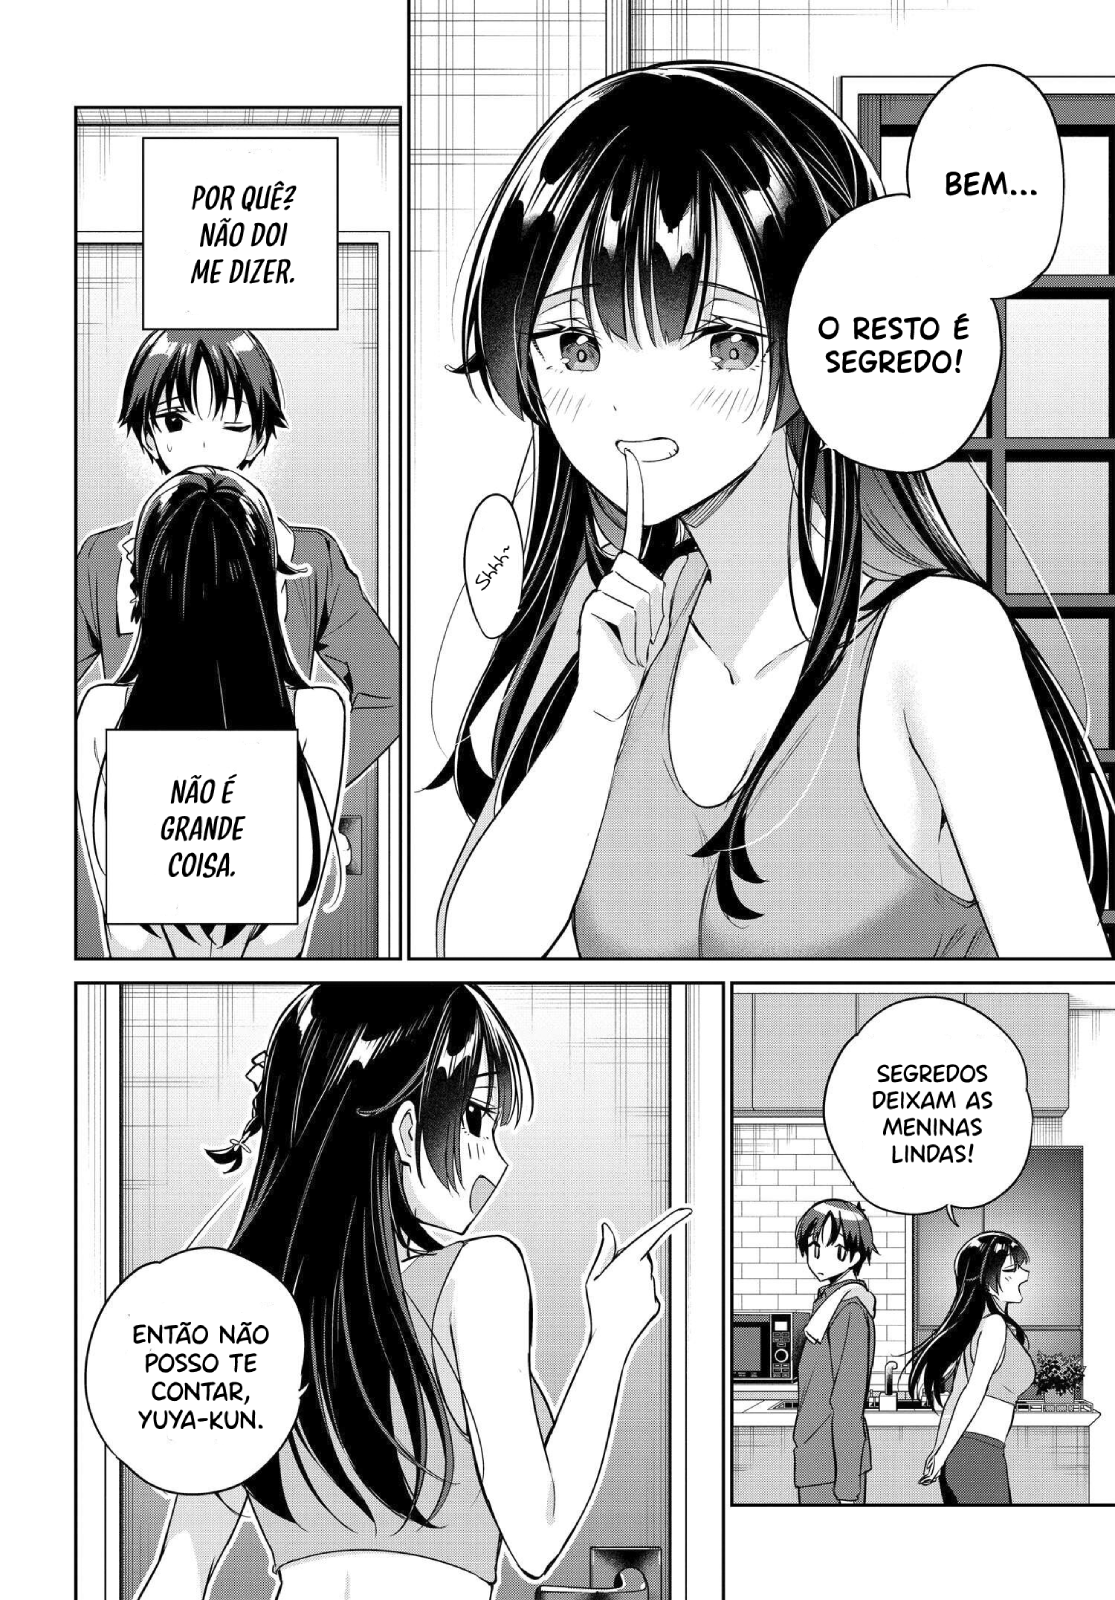 BEM...
O RESTO É
SEGREDO!
Shhh~
POR QUÊ?
NÃO DOI
ME DIZER.
NÃO É
GRANDE
COISA.
SEGREDOS
DEIXAM AS
MENINAS
LINDAS!
ENTÃO NÃO
POSSO TE
CONTAR,
YUYA-KUN.